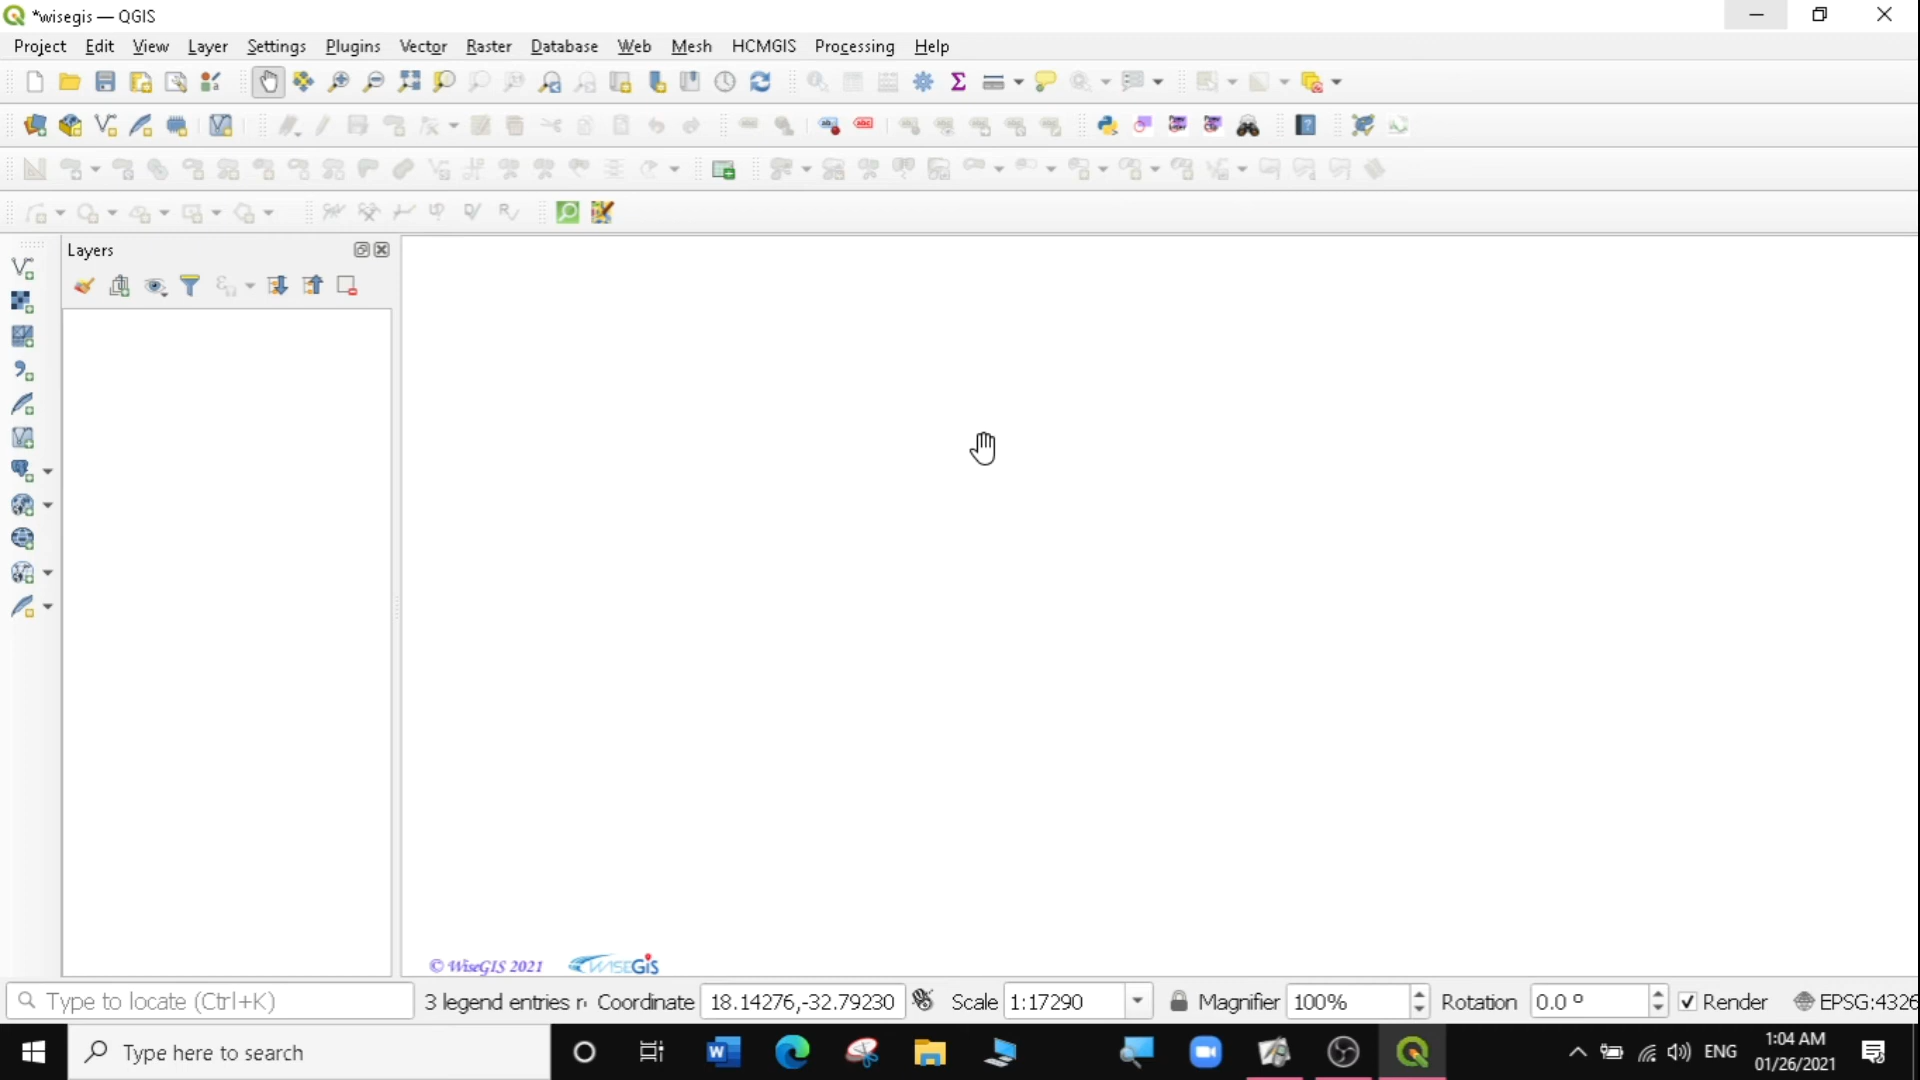 *wisegis — QGIS
Project Edit View Layer Settings Plugins Vector Raster Database Web Mesh HCMGIS Processing Help
Layers
© WiseGIS 2021 WISEGIS
Type to locate (Ctrl+K) 3 legend entries r Coordinate 18.14276,-32.79230 Scale 1:17290 Magnifier 100% Rotation 0.0 ° Render EPSG:4326
Type here to search ENG 1:04 AM
01/26/2021